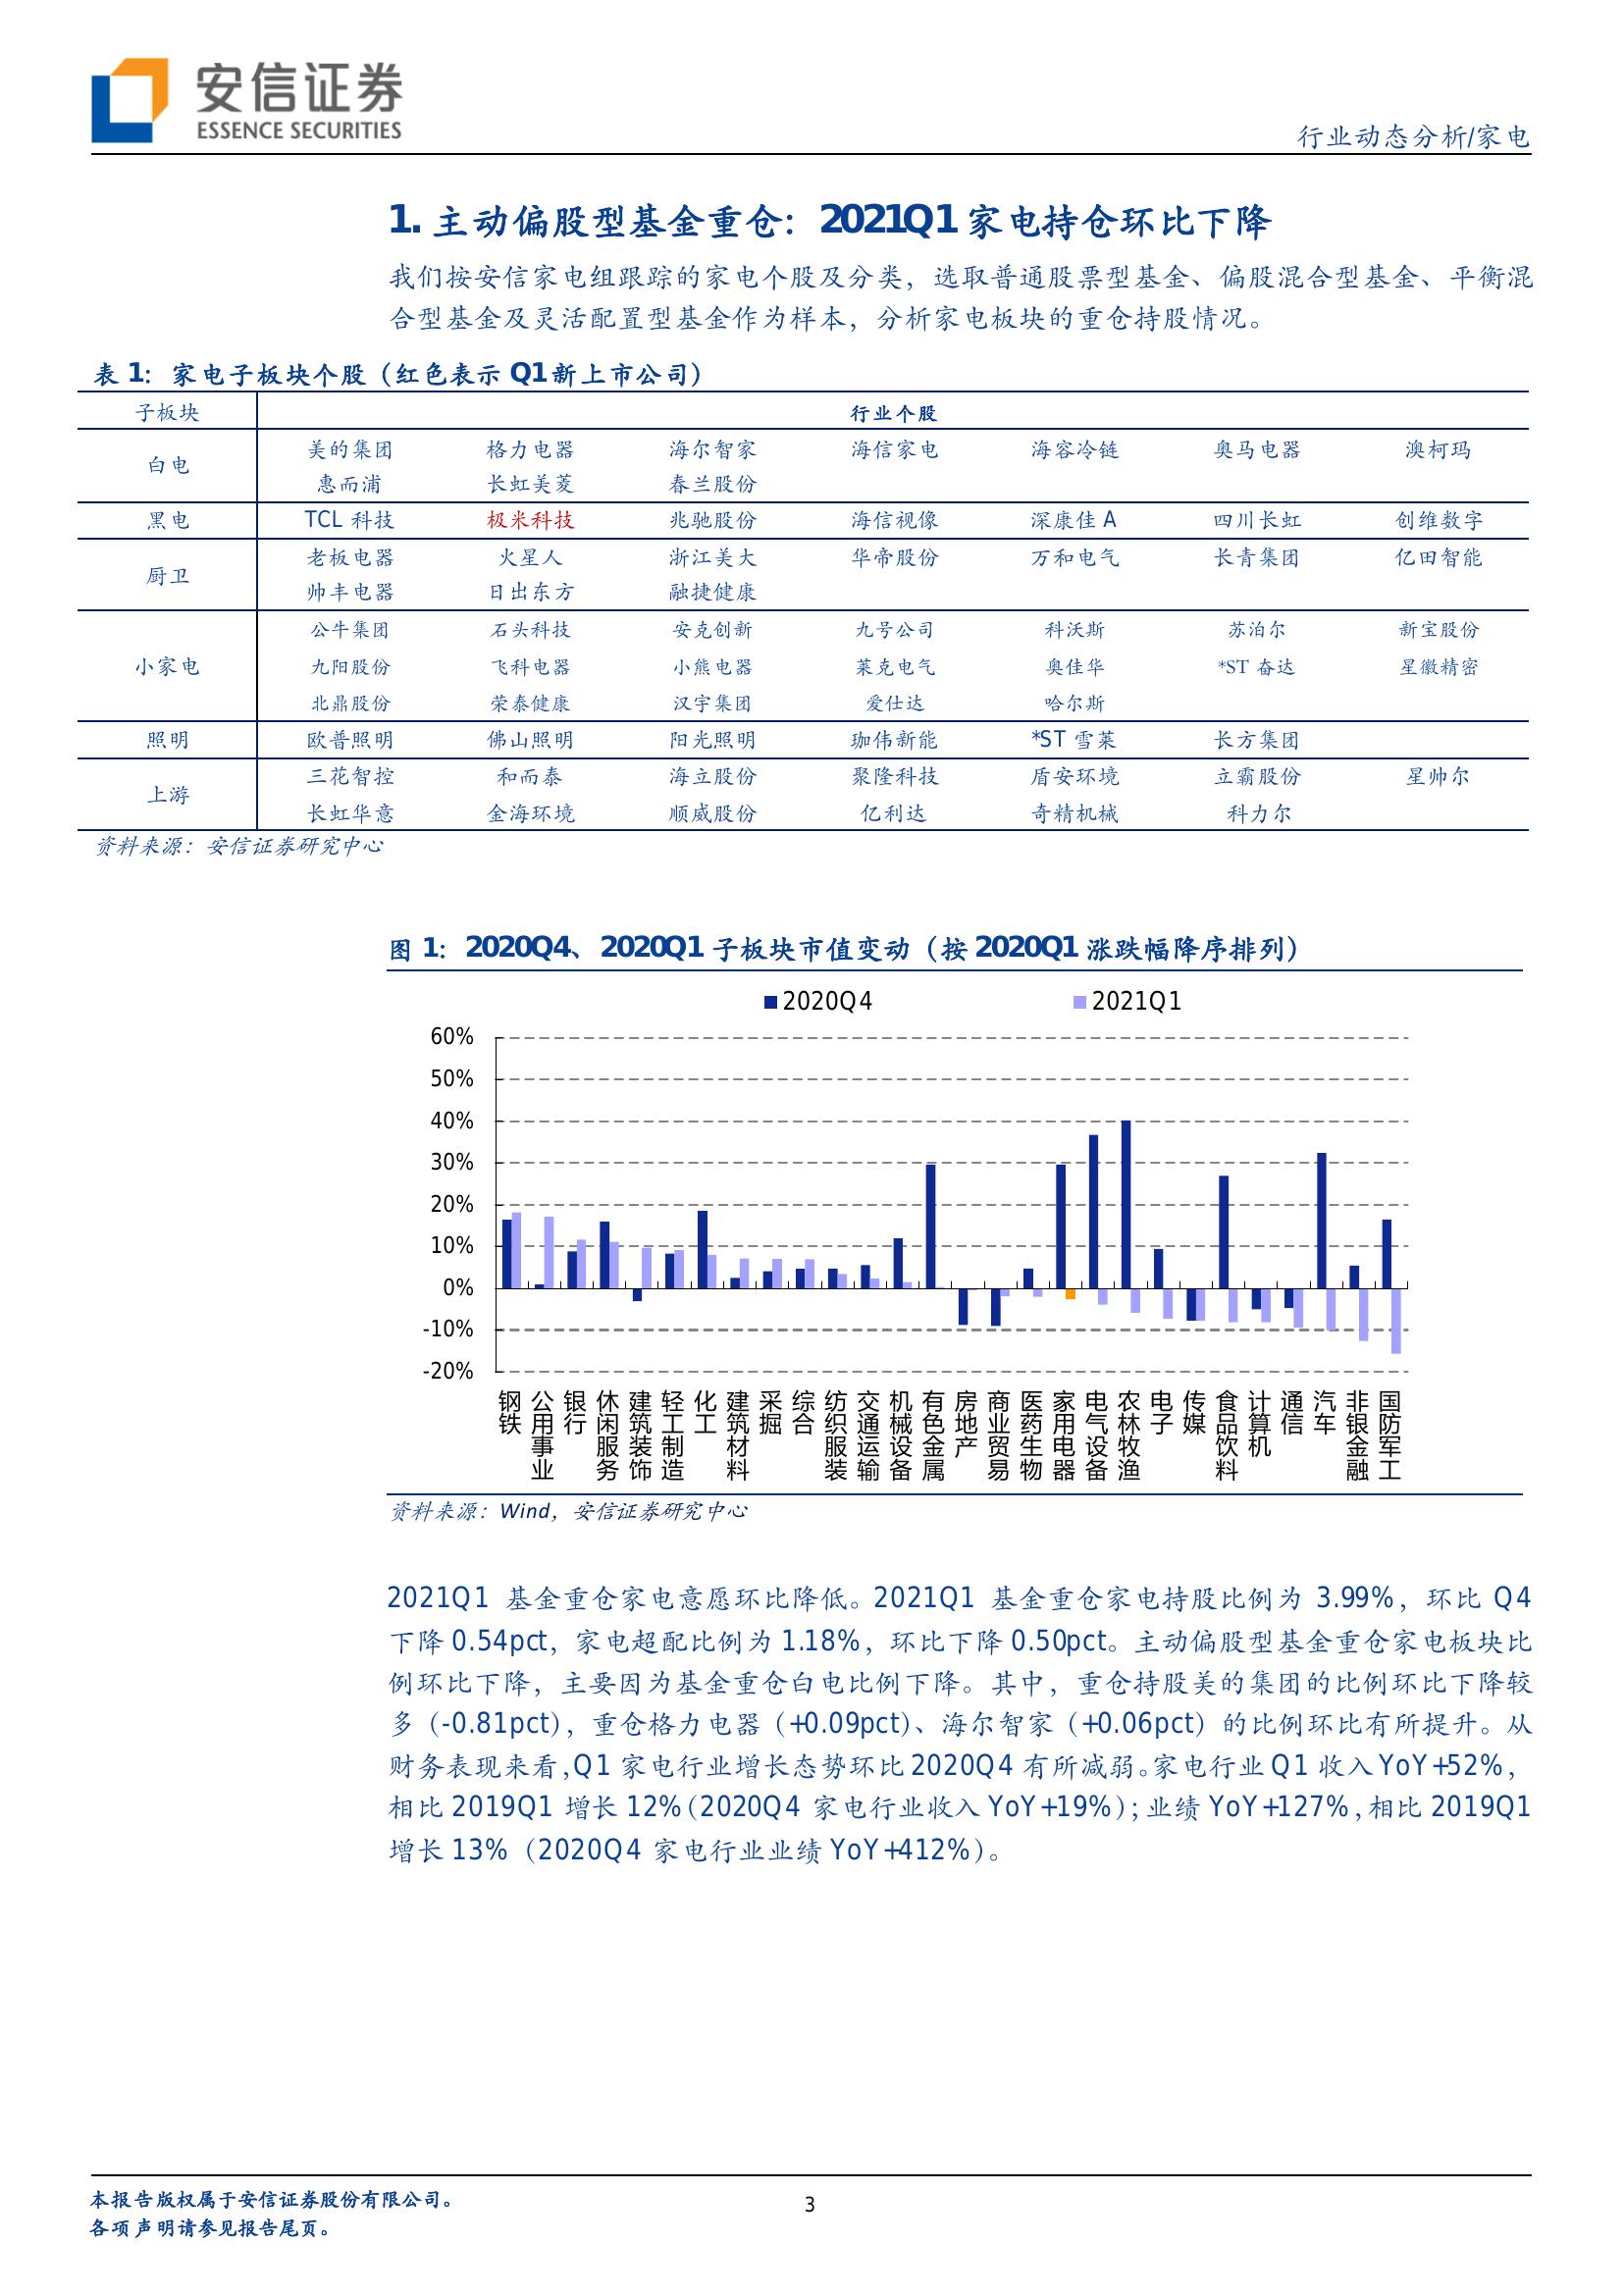 安信证券
ESSENCE SECURITIES
行业动态分析/家电
1. 主动偏股型基金重仓：2021Q1 家电持仓环比下降
我们按安信家电组跟踪的家电个股及分类，选取普通股票型基金、偏股混合型基金、平衡混
合型基金及灵活配置型基金作为样本，分析家电板块的重仓持股情况。
表 1：家电子板块个股（红色表示 Q1 新上市公司）
子板块 行业个股
白电 美的集团 格力电器 海尔智家 海信家电 海容冷链 奥马电器 澳柯玛
惠而浦 长虹美菱 春兰股份
黑电 TCL 科技 极米科技 兆驰股份 海信视像 深康佳 A 四川长虹 创维数字
厨卫 老板电器 火星人 浙江美大 华帝股份 万和电气 长青集团 亿田智能
帅丰电器 日出东方 融捷健康
公牛集团 石头科技 安克创新 九号公司 科沃斯 苏泊尔 新宝股份
小家电 九阳股份 飞科电器 小熊电器 莱克电气 奥佳华 *ST 奋达 星徽精密
北鼎股份 荣泰健康 汉宇集团 爱仕达 哈尔斯
照明 欧普照明 佛山照明 阳光照明 珈伟新能 *ST 雪莱 长方集团
上游 三花智控 和而泰 海立股份 聚隆科技 盾安环境 立霸股份 星帅尔
长虹华意 金海环境 顺威股份 亿利达 奇精机械 科力尔
资料来源：安信证券研究中心
图 1：2020Q4、2020Q1 子板块市值变动（按 2020Q1 涨跌幅降序排列）
2020Q4 2021Q1
60%
50%
40%
30%
20%
10%
0%
-10%
-20%
钢铁 公用事业 银行 休闲服务 建筑装饰 轻工制造 化工 建筑材料 采掘 综合 纺织服装 交通运输 机械设备 有色金属 房地产 商业贸易 医药生物 家用电器 电气设备 农林牧渔 电子 传媒 食品饮料 计算机 通信 汽车 非银金融 国防军工
资料来源：Wind，安信证券研究中心
2021Q1 基金重仓家电意愿环比降低。2021Q1 基金重仓家电持股比例为 3.99%，环比 Q4
下降 0.54pct，家电超配比例为 1.18%，环比下降 0.50pct。主动偏股型基金重仓家电板块比
例环比下降，主要因为基金重仓白电比例下降。其中，重仓持股美的集团的比例环比下降较
多（-0.81pct），重仓格力电器（+0.09pct）、海尔智家（+0.06pct）的比例环比有所提升。从
财务表现来看，Q1 家电行业增长态势环比 2020Q4 有所减弱。家电行业 Q1 收入 YoY+52%，
相比 2019Q1 增长 12%（2020Q4 家电行业收入 YoY+19%）；业绩 YoY+127%，相比 2019Q1
增长 13%（2020Q4 家电行业业绩 YoY+412%）。
本报告版权属于安信证券股份有限公司。
各项声明请参见报告尾页。
3